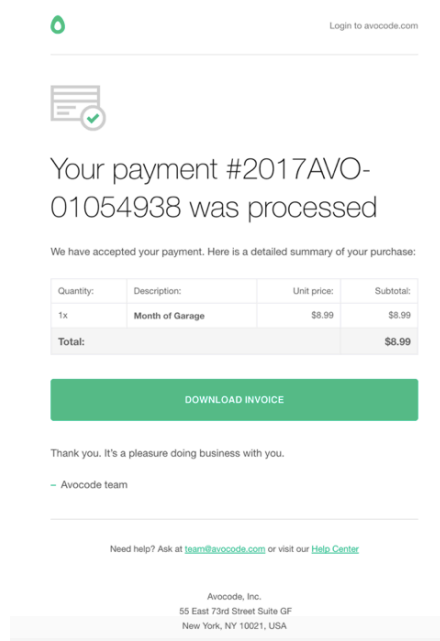 Login to avocode.com
Your payment #2017AVO-
01054938 was processed
We have accepted your payment. Here is a detailed summary of your purchase:
Quantity: Description: Unit price: Subtotal:
1x Month of Garage $8.99 $8.99
Total: $8.99
DOWNLOAD INVOICE
Thank you. It's a pleasure doing business with you.
– Avocode team
Need help? Ask at team@avocode.com or visit our Help Center
Avocode, Inc.
55 East 73rd Street Suite GF
New York, NY 10021, USA